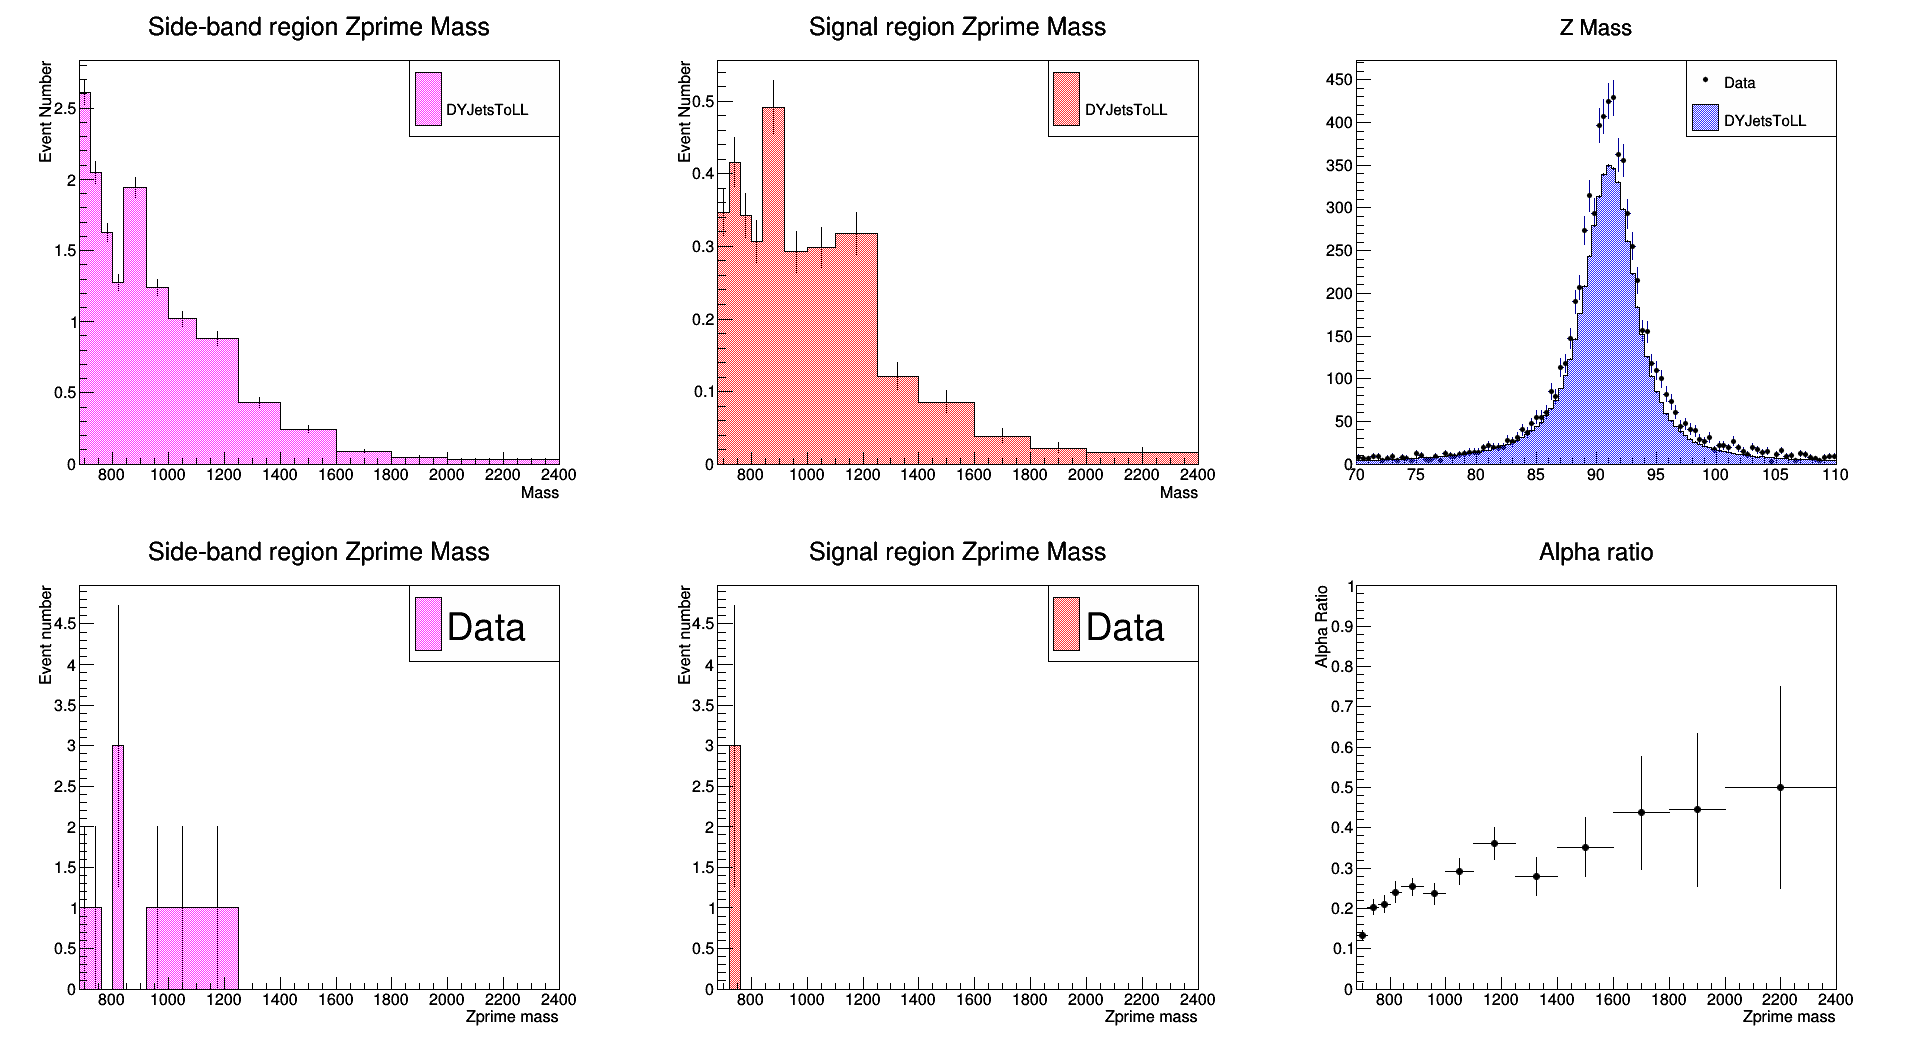 Side-band region Zprime Mass
Event Number
DYJetsToLL
2.5
2
1.5
1
0.5
0
800 1000 1200 1400 1600 1800 2000 2200 2400
Mass
Signal region Zprime Mass
Event Number
DYJetsToLL
0.5
0.4
0.3
0.2
0.1
0
800 1000 1200 1400 1600 1800 2000 2200 2400
Mass
Z Mass
Data
DYJetsToLL
450
400
350
300
250
200
150
100
50
0
70 75 80 85 90 95 100 105 110
Side-band region Zprime Mass
Event number
Data
4.5
4
3.5
3
2.5
2
1.5
1
0.5
0
800 1000 1200 1400 1600 1800 2000 2200 2400
Zprime mass
Signal region Zprime Mass
Event number
Data
4.5
4
3.5
3
2.5
2
1.5
1
0.5
0
800 1000 1200 1400 1600 1800 2000 2200 2400
Zprime mass
Alpha ratio
Alpha Ratio
1
0.9
0.8
0.7
0.6
0.5
0.4
0.3
0.2
0.1
0
800 1000 1200 1400 1600 1800 2000 2200 2400
Zprime mass